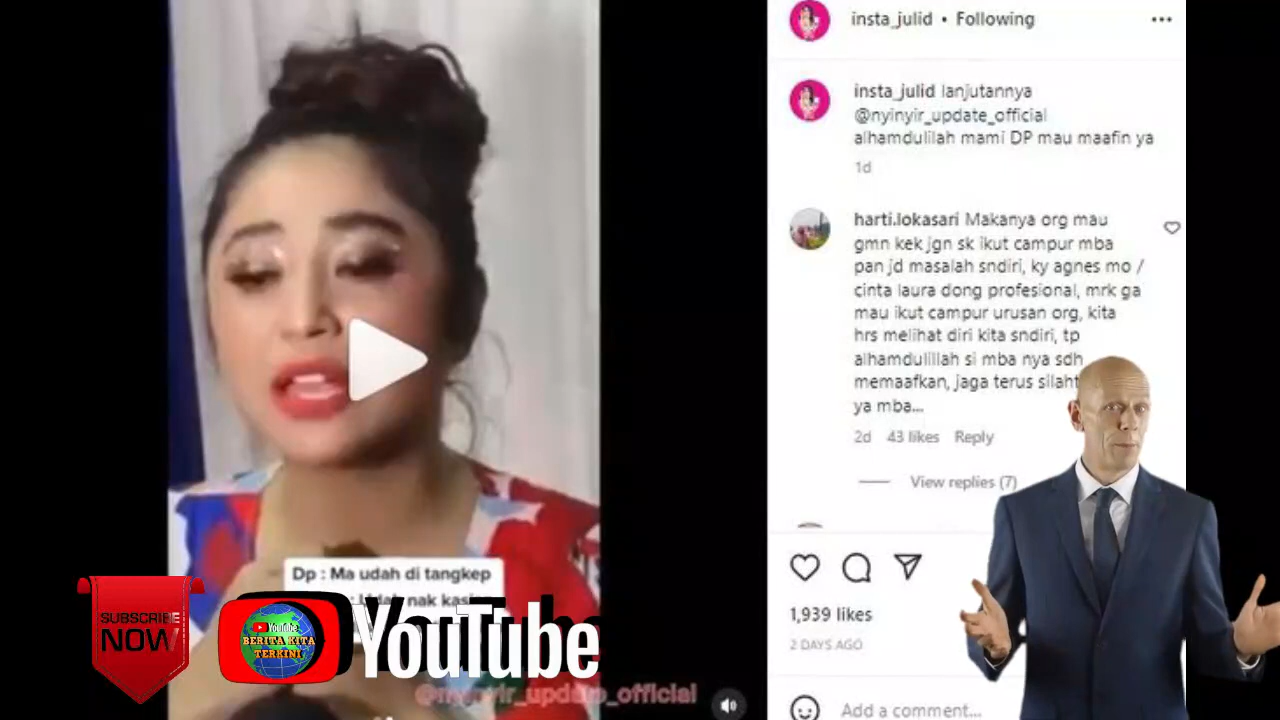 insta_julid • Following
insta_julid lanjutannya
@nyinyir_update_official
alhamdulilah mami DP mau maafin ya
1d
harti.lokasari Makanya org mau
gmn kek jgn sk ikut campur mba
pan jd masalah sndiri, ky agnes mo /
cinta laura dong profesional, mrk ga
mau ikut campur urusan org, kita
hrs melihat diri kita sndiri, tp
alhamdulillah si mba nya sdh
memaafkan, jaga terus silaht
ya mba...
2d 43 likes Reply
View replies (7)
1,939 likes
2 DAYS AGO
Add a comment...
Dp : Ma udah di tangkep
: Udah nak kasi
SUBSCRIBE
NOW
YouTube
BERITA KITA
TERKINI
YouTube
@nyinyir_update_official